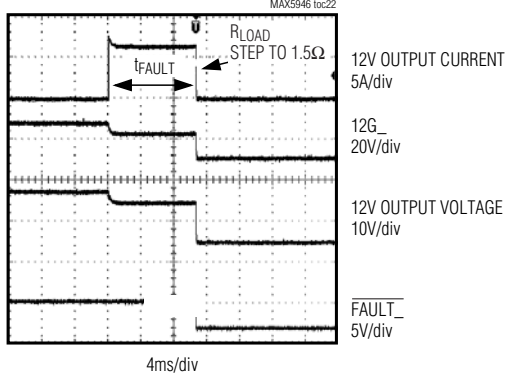 MAX5946 toc22
RLOAD
STEP TO 1.5Ω
tFAULT
12V OUTPUT CURRENT
5A/div
12G_
20V/div
12V OUTPUT VOLTAGE
10V/div
FAULT_
5V/div
4ms/div